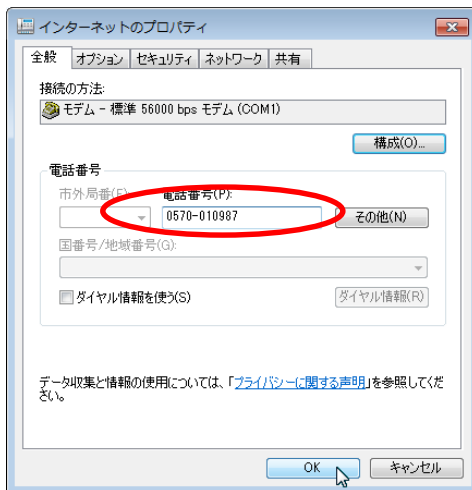 インターネットのプロパティ
全般 オプション セキュリティ ネットワーク 共有
接続の方法:
モデム - 標準 56000 bps モデム (COM1)
構成(O)...
電話番号
市外局番(E): 電話番号(P):
0570-010987 その他(N)
国番号/地域番号(G):
ダイヤル情報を使う(S) ダイヤル情報(R)
データ収集と情報の使用については、「プライバシーに関する声明」を参照してくだ
さい。
OK キャンセル